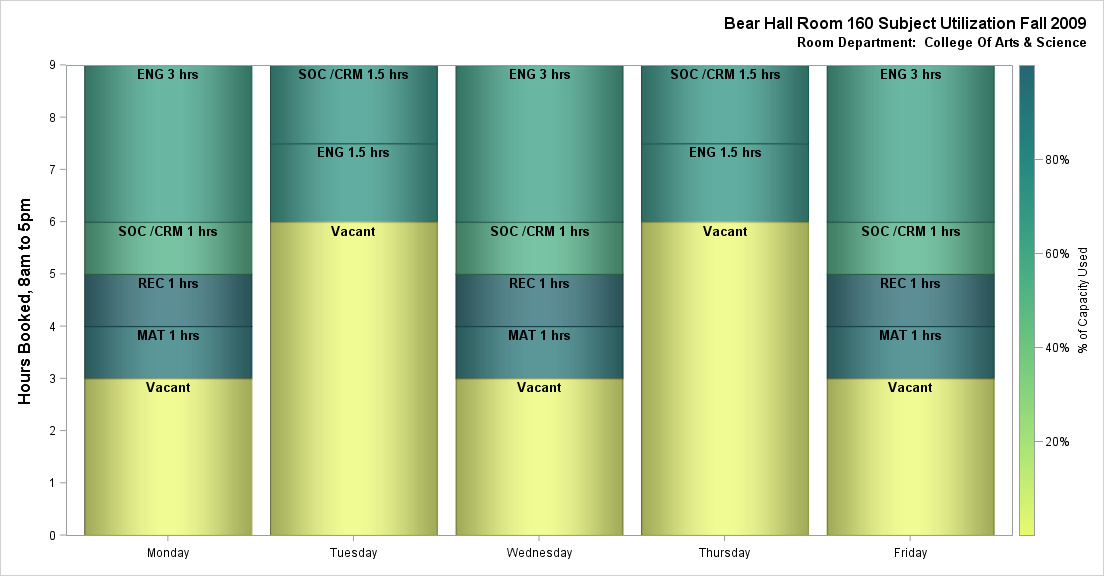 Bear Hall Room 160 Subject Utilization Fall 2009
Room Department:  College Of Arts & Science
Hours Booked, 8am to 5pm
9
8
7
6
5
4
3
2
1
0
ENG 3 hrs
SOC /CRM 1 hrs
REC 1 hrs
MAT 1 hrs
Vacant
Monday
SOC /CRM 1.5 hrs
ENG 1.5 hrs
Vacant
Tuesday
ENG 3 hrs
SOC /CRM 1 hrs
REC 1 hrs
MAT 1 hrs
Vacant
Wednesday
SOC /CRM 1.5 hrs
ENG 1.5 hrs
Vacant
Thursday
ENG 3 hrs
SOC /CRM 1 hrs
REC 1 hrs
MAT 1 hrs
Vacant
Friday
80%
60%
40%
20%
% of Capacity Used